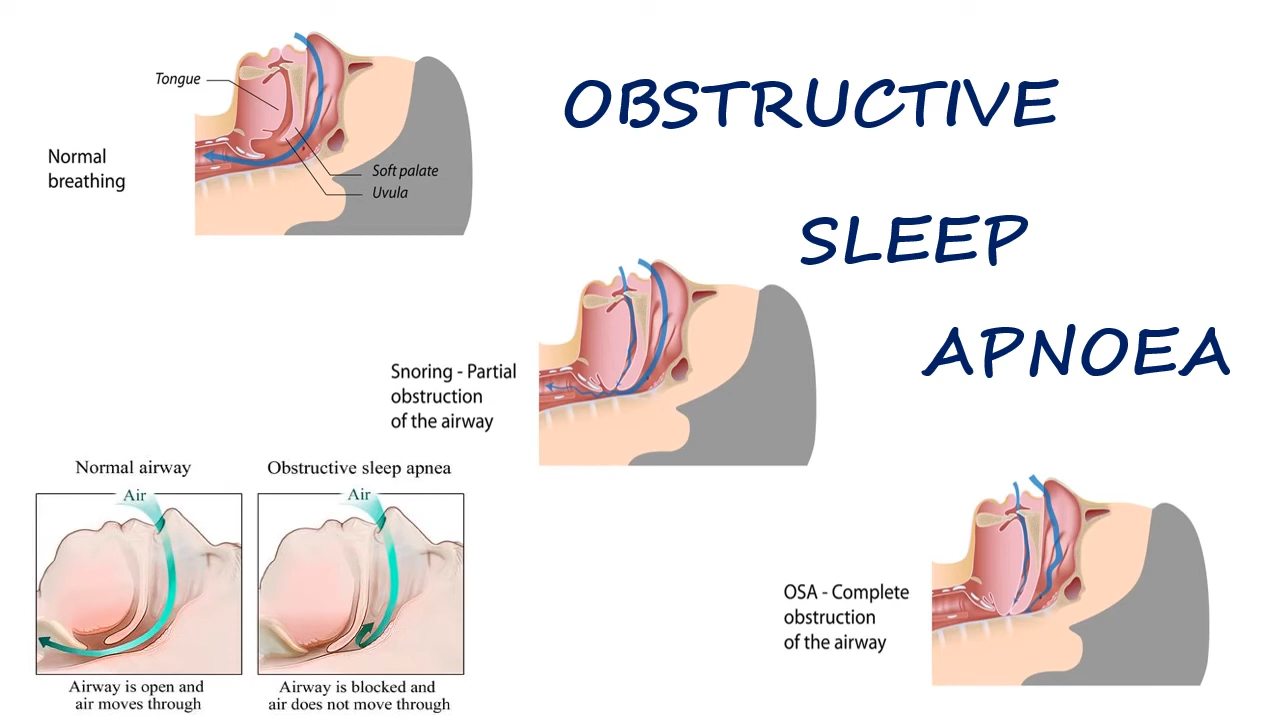 OBSTRUCTIVE
SLEEP
APNOEA
Tongue
Normal
breathing
Soft palate
Uvula
Snoring - Partial
obstruction
of the airway
Normal airway
Air
Airway is open and
air moves through
Obstructive sleep apnea
Air
Airway is blocked and
air does not move through
OSA - Complete
obstruction
of the airway